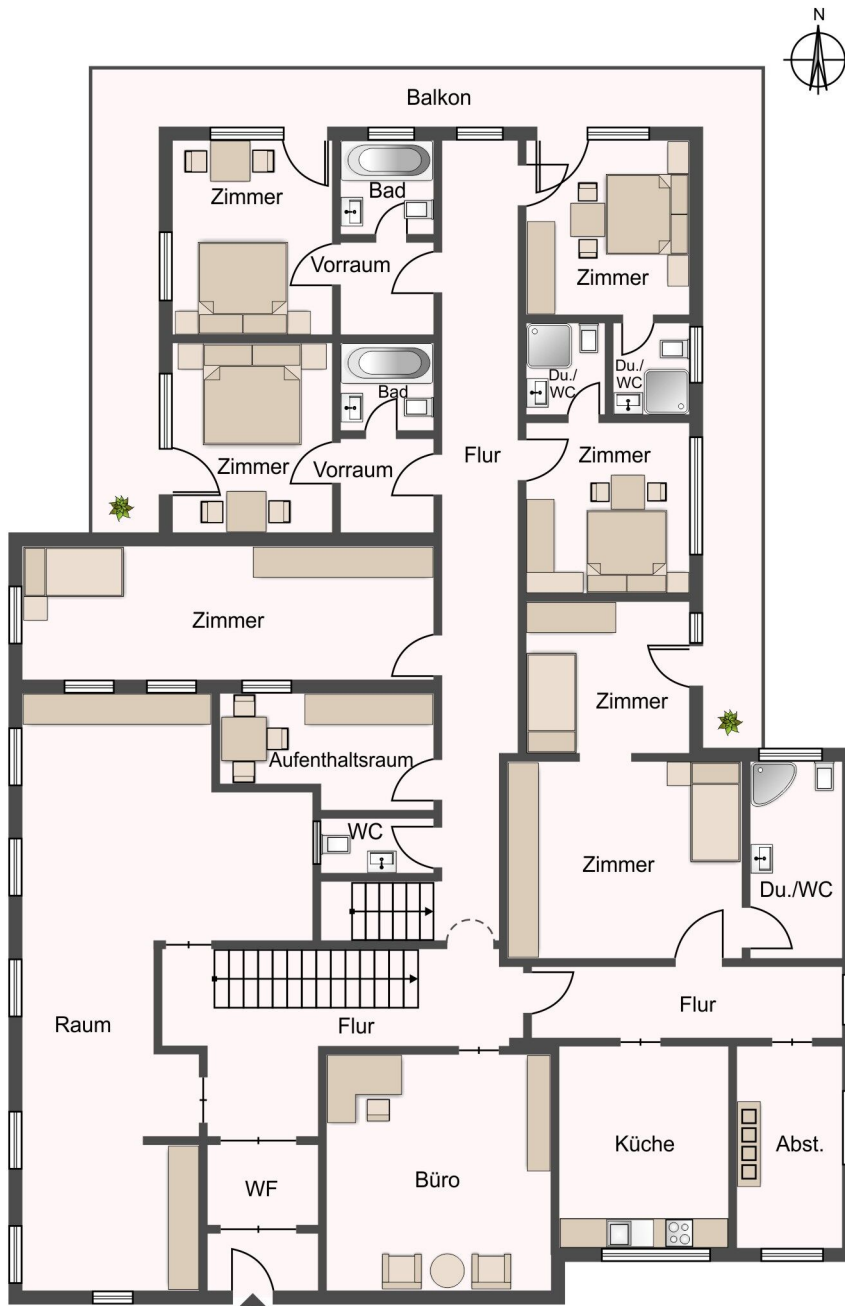 N
Balkon
Zimmer
Bad
Zimmer
Vorraum
Du./
WC
Du./
WC
Bad
Zimmer
Vorraum
Flur
Zimmer
Zimmer
Zimmer
Aufenthaltsraum
WC
Zimmer
Du./WC
Raum
Flur
Flur
Küche
Abst.
WF
Büro